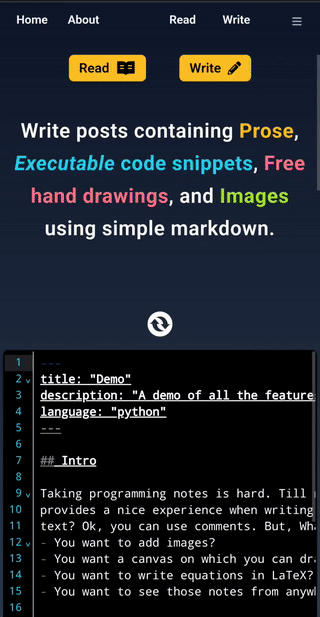 Home About Read Write
Read Write
Write posts containing Prose,
Executable code snippets, Free
hand drawings, and Images
using simple markdown.
1 ---
2 title: "Demo"
3 description: "A demo of all the feature
4 language: "python"
5 ---
6
7 ## Intro
8
9 Taking programming notes is hard. Till
10 provides a nice experience when writing
11 text? Ok, you can use comments. But, Wha
12 - You want to add images?
13 - You want a canvas on which you can dra
14 - You want to write equations in LaTeX?
15 - You want to see those notes from anyw
16